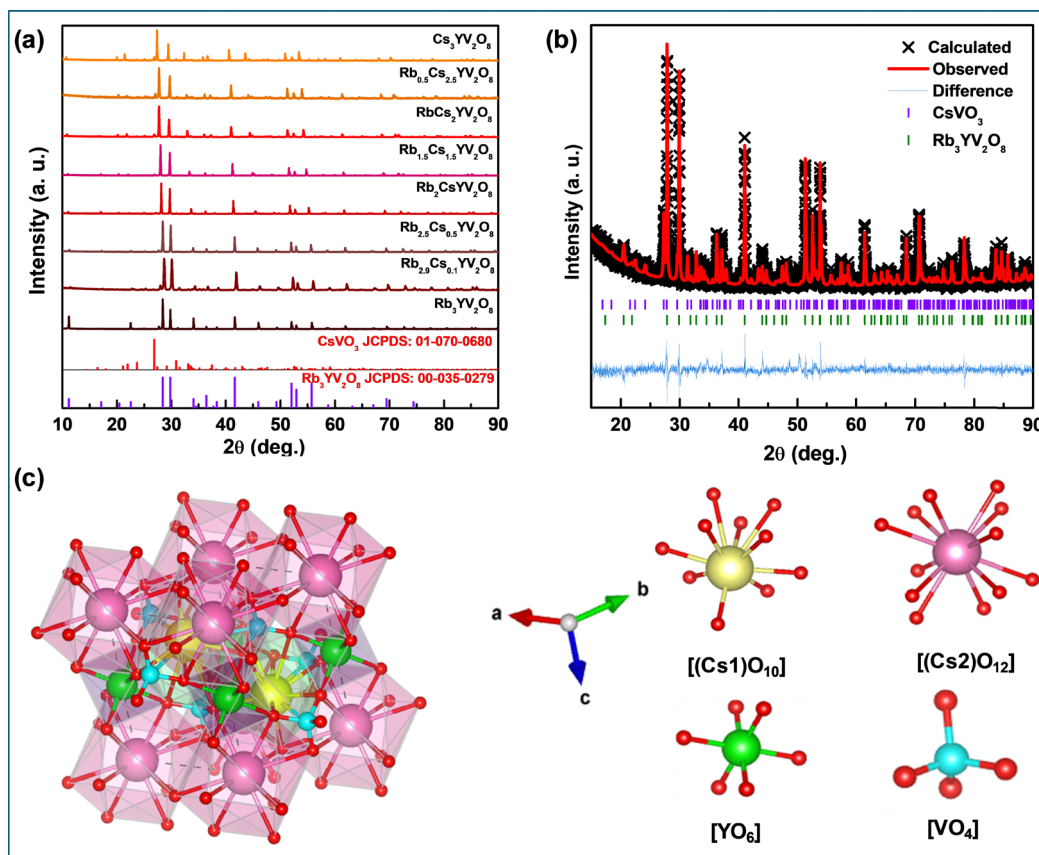 (a)
Intensity (a. u.)
Cs₃YV₂O₈
Rb₀.₅Cs₂.₅YV₂O₈
RbCs₂YV₂O₈
Rb₁.₅Cs₁.₅YV₂O₈
Rb₂CsYV₂O₈
Rb₂.₅Cs₀.₅YV₂O₈
Rb₂.₉Cs₀.₁YV₂O₈
Rb₃YV₂O₈
CsVO₃ JCPDS: 01-070-0680
Rb₃YV₂O₈ JCPDS: 00-035-0279
10 20 30 40 50 60 70 80 90
2θ (deg.)
(b)
Intensity (a. u.)
Calculated
Observed
Difference
CsVO₃
Rb₃YV₂O₈
20 30 40 50 60 70 80 90
2θ (deg.)
(c)
a
b
c
[(Cs1)O₁₀]
[(Cs2)O₁₂]
[YO₆]
[VO₄]